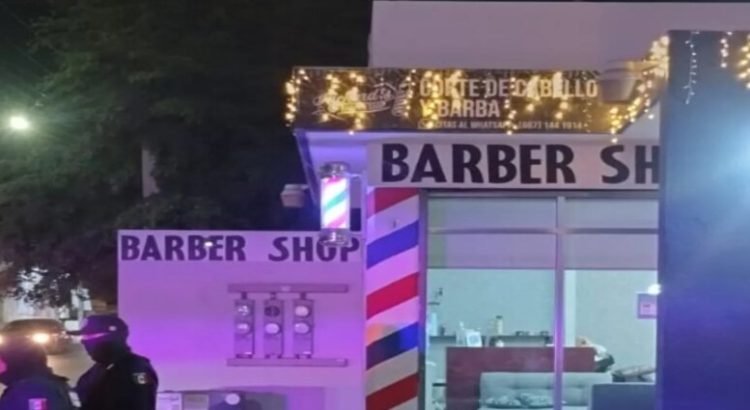 CORTE DE CABELLO
Y BARBA
BARBER SH
BARBER SHOP